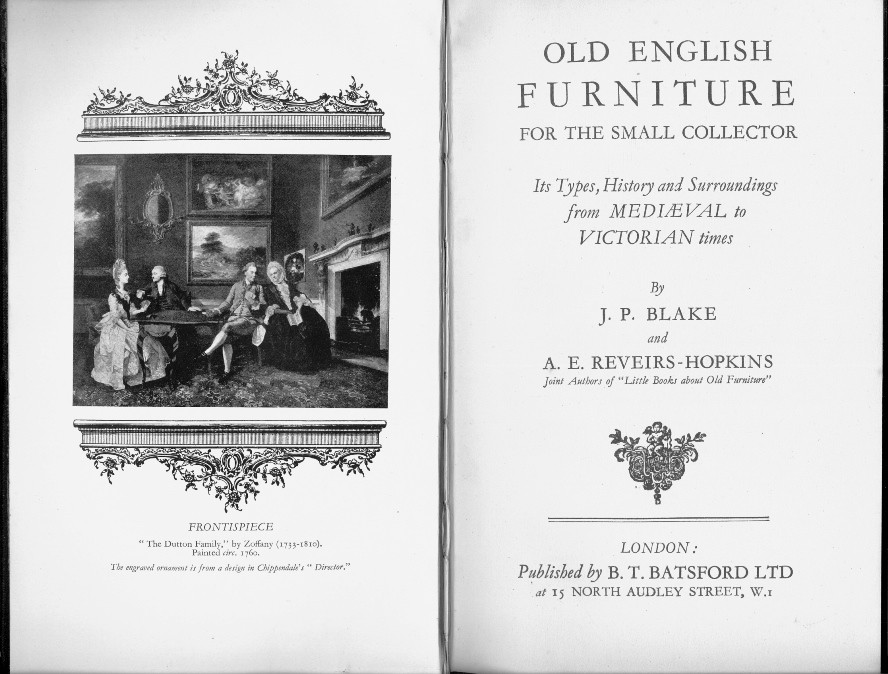 FRONTISPIECE
"The Dutton Family," by Zoffany (1733-1810).
Painted circ. 1760.
The engraved ornament is from a design in Chippendale's "Director."
OLD ENGLISH
FURNITURE
FOR THE SMALL COLLECTOR
Its Types, History and Surroundings
from MEDIÆVAL to
VICTORIAN times
By
J. P. BLAKE
and
A. E. REVEIRS-HOPKINS
Joint Authors of "Little Books about Old Furniture"
LONDON:
Published by B. T. BATSFORD LTD
at 15 NORTH AUDLEY STREET, W.1